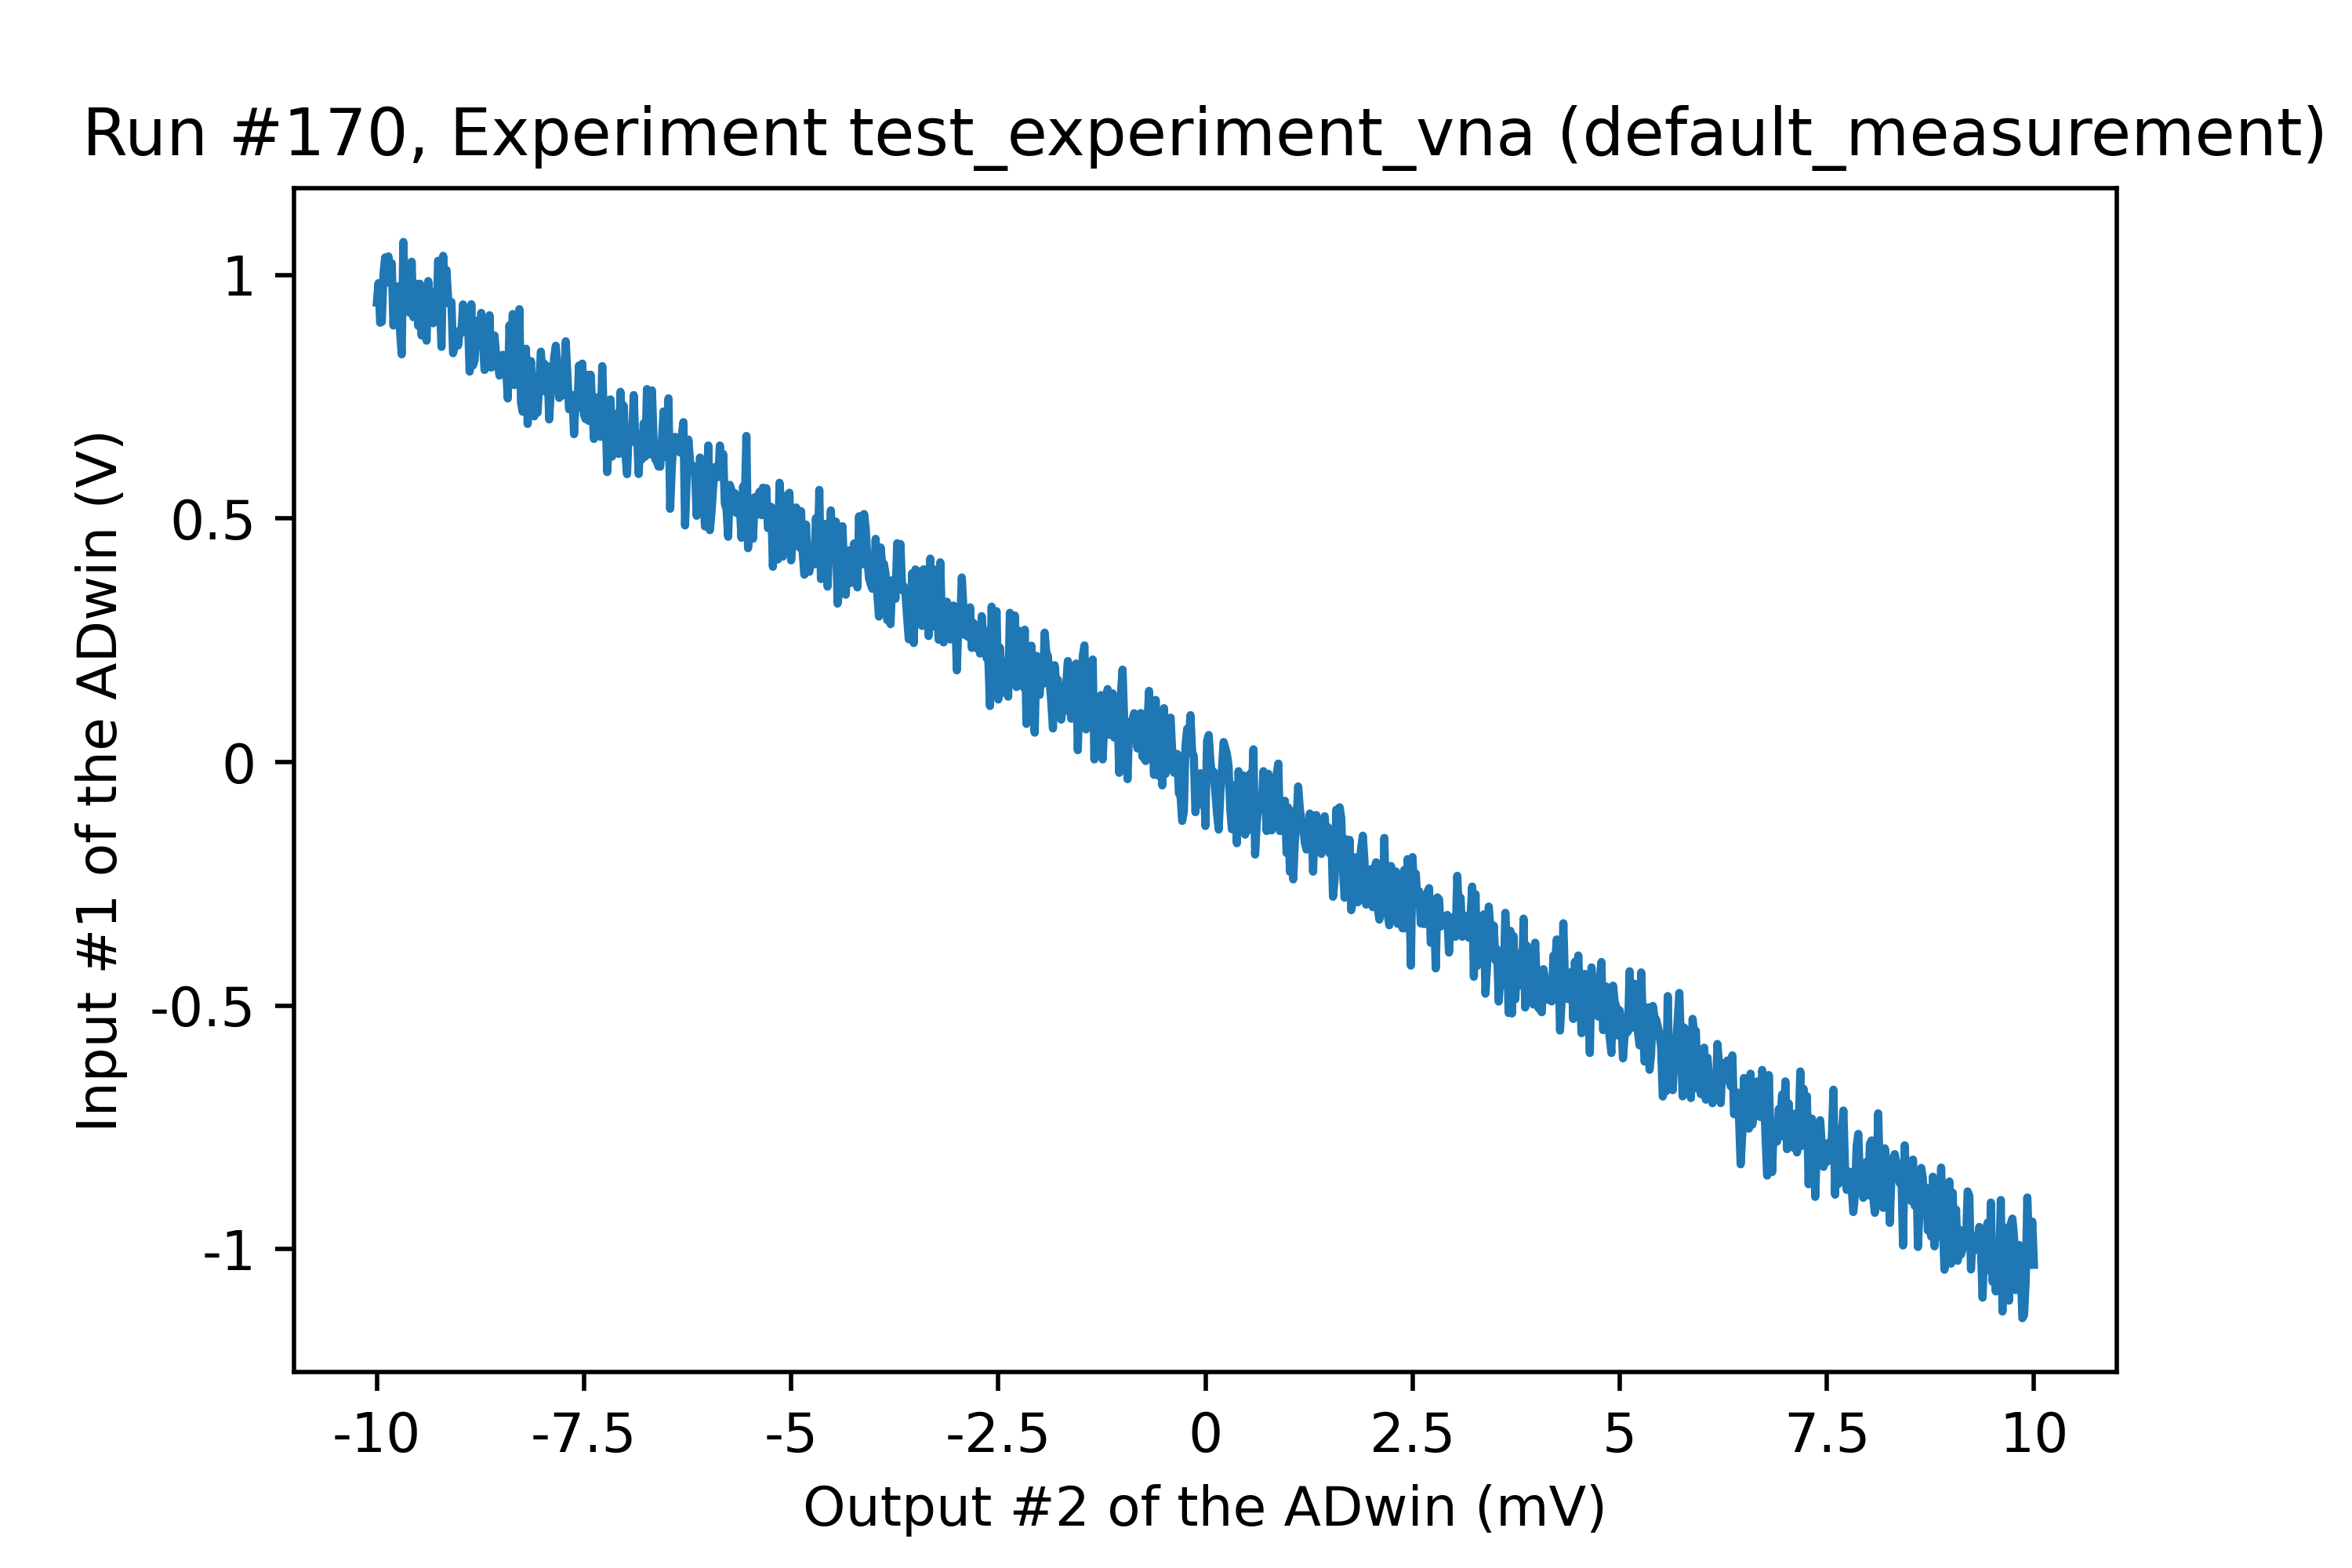 Run #170, Experiment test_experiment_vna (default_measurement)
Input #1 of the ADwin (V)
1
0.5
0
-0.5
-1
-10 -7.5 -5 -2.5 0 2.5 5 7.5 10
Output #2 of the ADwin (mV)